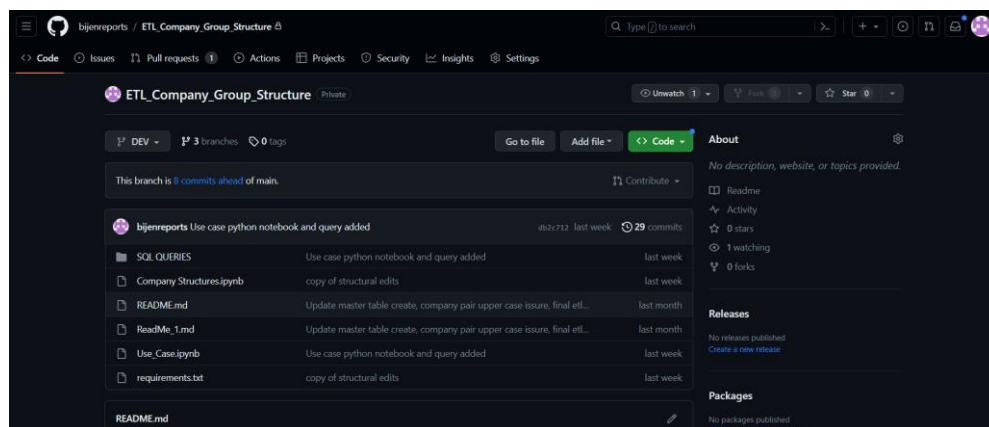 bijenreports / ETL_Company_Group_Structure
Type / to search
Code Issues Pull requests 1 Actions Projects Security Insights Settings
ETL_Company_Group_Structure Private
Unwatch 1 Fork 0 Star 0
DEV 3 branches 0 tags
Go to file Add file Code
This branch is 8 commits ahead of main.
Contribute
bijenreports Use case python notebook and query added db2c712 last week 29 commits
SQL QUERIES Use case python notebook and query added last week
Company Structures.ipynb copy of structural edits last week
README.md Update master table create, company pair upper case issure, final etl... last month
ReadMe_1.md Update master table create, company pair upper case issure, final etl... last month
Use_Case.ipynb Use case python notebook and query added last week
requirements.txt copy of structural edits last week
README.md
About
No description, website, or topics provided.
Readme
Activity
0 stars
1 watching
0 forks
Releases
No releases published
Create a new release
Packages
No packages published